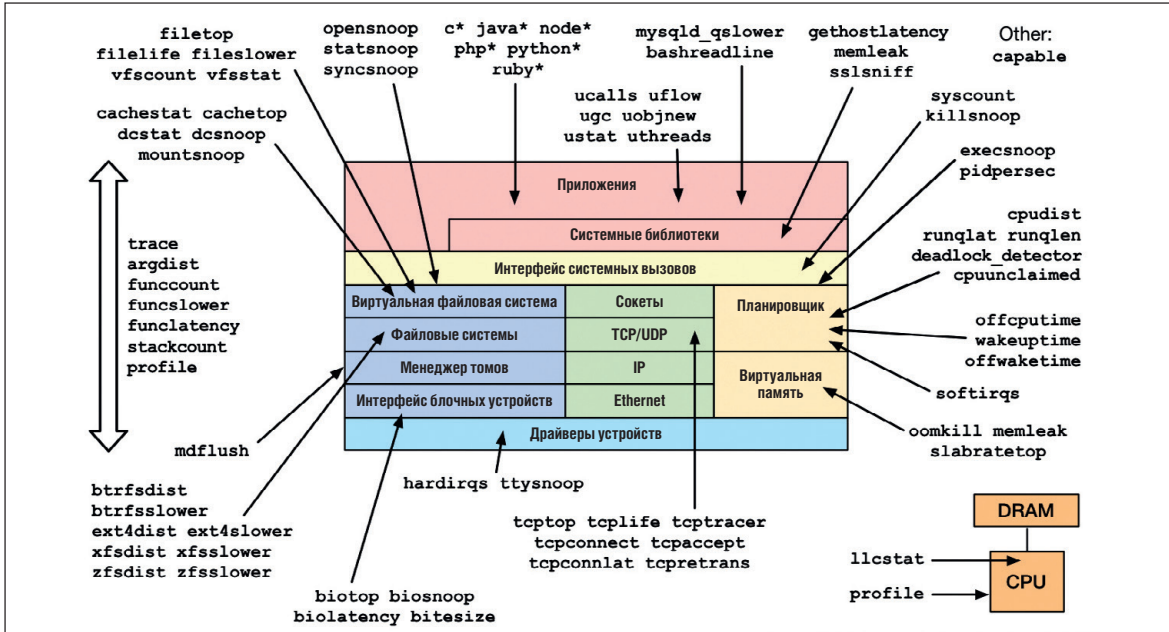 filetop
filelife fileslower
vfscount vfsstat
opensnoop
statsnoop
syncsnoop
c* java* node*
php* python*
ruby*
mysqld_qslower
bashreadline
gethostlatency
memleak
sslsniff
Other:
capable
cachestat cachetop
dcstat dcsnoop
mountsnoop
ucalls uflow
ugc uobjnew
ustat uthreads
syscount
killsnoop
execsnoop
pidpersec
trace
argdist
funccount
funcslower
funclatency
stackcount
profile
Приложения
Системные библиотеки
Интерфейс системных вызовов
Виртуальная файловая система
Сокеты
Планировщик
Файловые системы
TCP/UDP
Менеджер томов
IP
Виртуальная
память
Интерфейс блочных устройств
Ethernet
Драйверы устройств
cpudist
runqlat runqlen
deadlock_detector
cpuunclaimed
offcputime
wakeuptime
offwaketime
softirqs
oomkill memleak
slabratetop
mdflush
hardirqs ttysnoop
btrfsdist
btrfsslower
ext4dist ext4slower
xfsdist xfsslower
zfsdist zfsslower
biotop biosnoop
biolatency bitesize
tcptop tcplife tcptracer
tcpconnect tcpaccept
tcpconnlat tcpretrans
DRAM
llcstat
CPU
profile